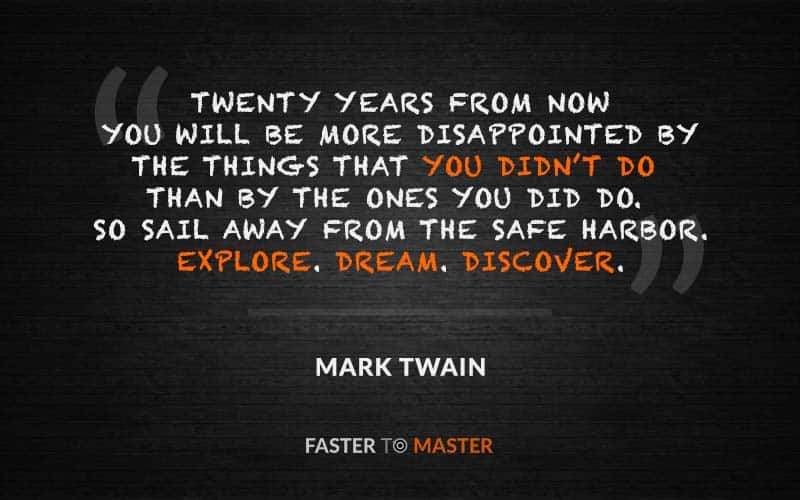 “
TWENTY YEARS FROM NOW
YOU WILL BE MORE DISAPPOINTED BY
THE THINGS THAT YOU DIDN'T DO
THAN BY THE ONES YOU DID DO.
SO SAIL AWAY FROM THE SAFE HARBOR.
EXPLORE. DREAM. DISCOVER.
”
MARK TWAIN
FASTER TO MASTER